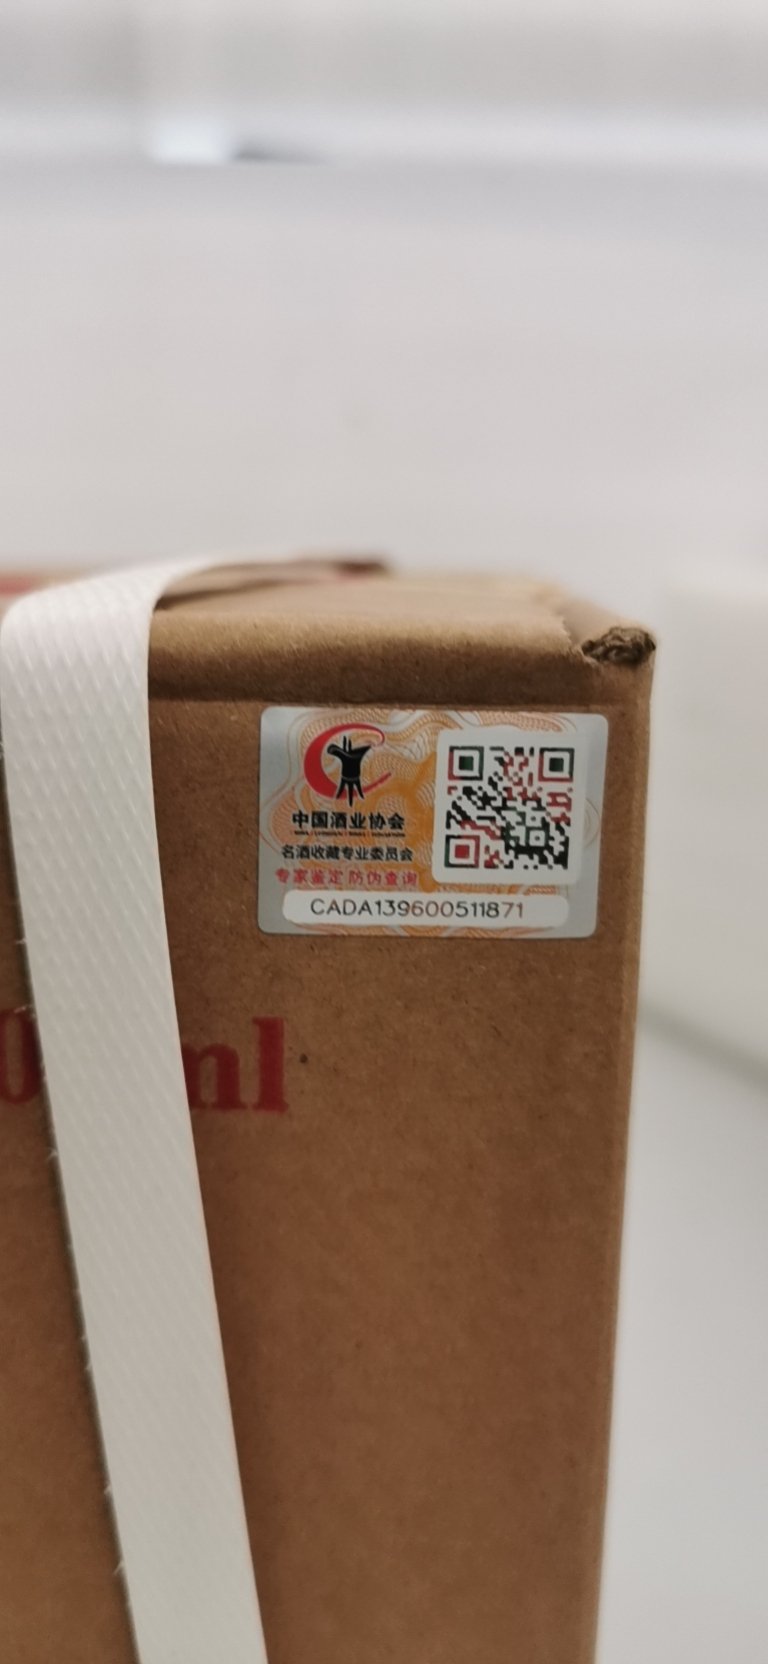 中国酒业协会
名酒收藏专业委员会
专家鉴定 防伪查询
CADA139600511871
ml